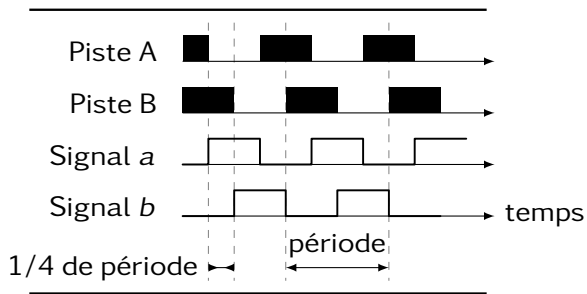 Piste A
Piste B
Signal a
Signal b
temps
période
1/4 de période